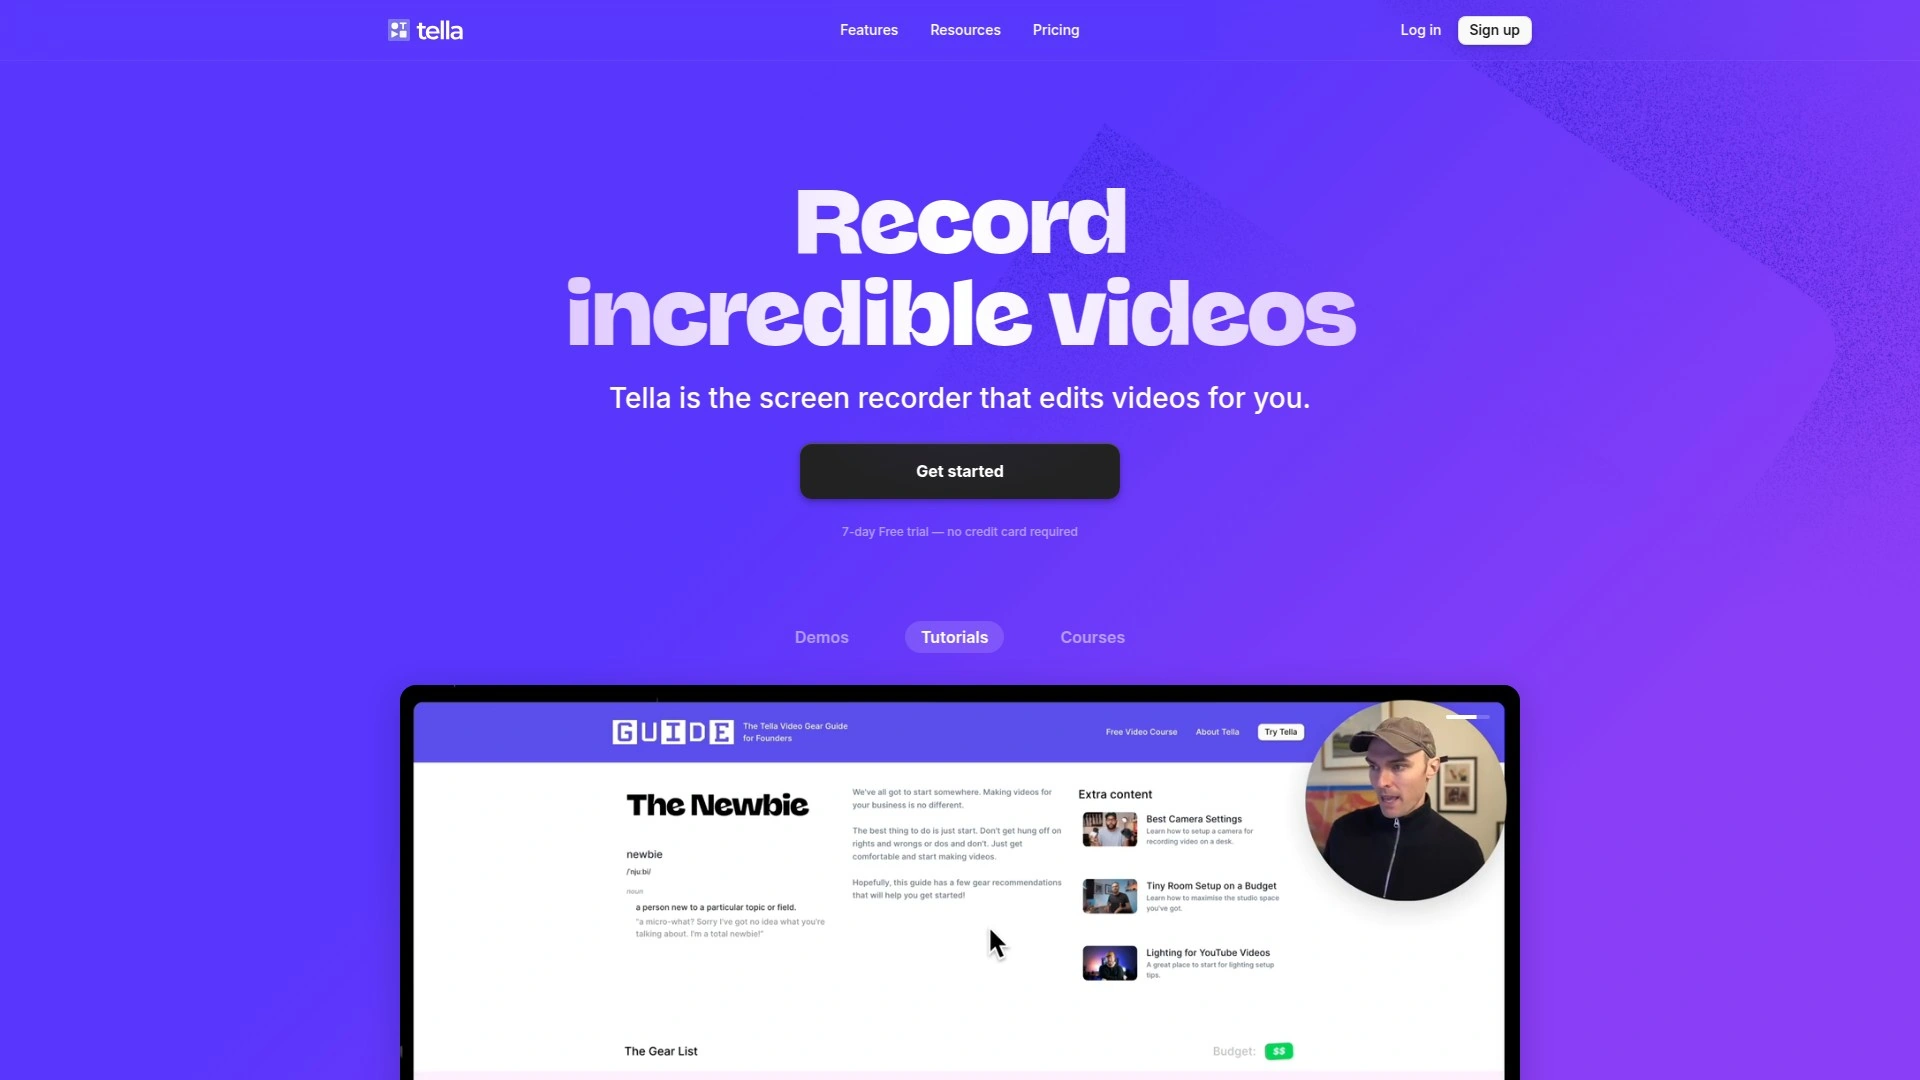 tella
Features
Resources
Pricing
Log in
Sign up
Record
incredible videos
Tella is the screen recorder that edits videos for you.
Get started
7-day Free trial — no credit card required
Demos
Tutorials
Courses
GUIDE
The Tella Video Gear Guide
for Founders
Free Video Course
About Tella
Try Tella
The Newbie
newbie
/ˈnjuːbi/
noun
a person new to a particular topic or field.
"a micro-what? Sorry I've got no idea what you're
talking about. I'm a total newbie!"
We've all got to start somewhere. Making videos for
your business is no different.
The best thing to do is just start. Don't get hung off on
rights and wrongs or dos and don't. Just get
comfortable and start making videos.
Hopefully, this guide has a few gear recommendations
that will help you get started!
Extra content
Best Camera Settings
Learn how to setup a camera for
recording video on a desk.
Tiny Room Setup on a Budget
Learn how to maximise the studio space
you've got.
Lighting for YouTube Videos
A great place to start for lighting setup
tips.
The Gear List
Budget:
$$